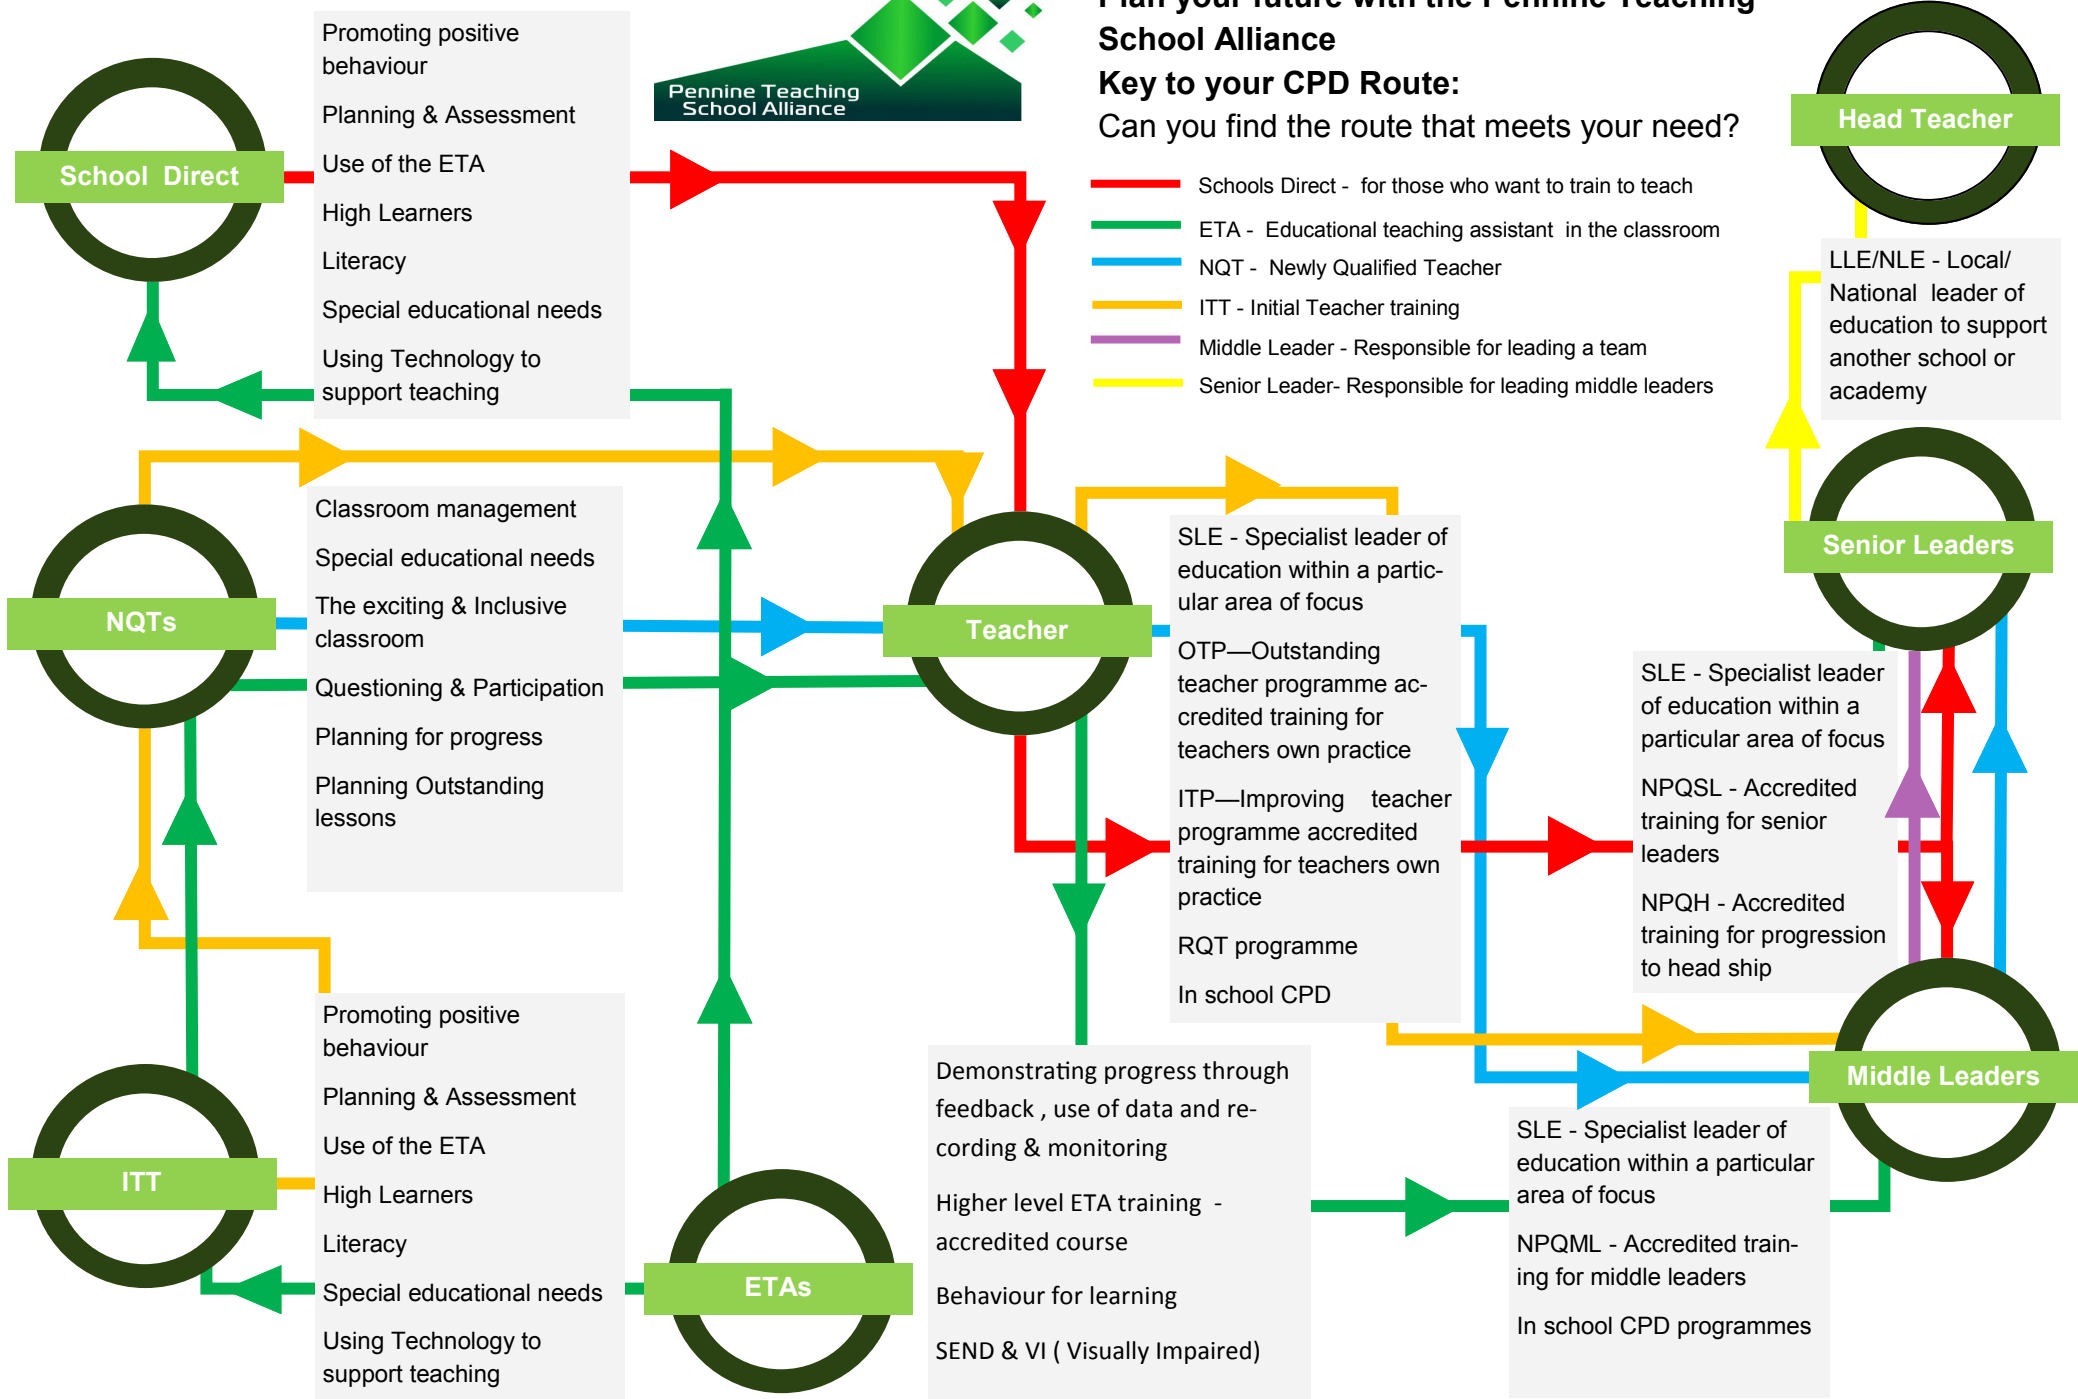 Plan your future with the Pennine Teaching
School Alliance
Key to your CPD Route:
Can you find the route that meets your need?
Pennine Teaching
School Alliance
Schools Direct - for those who want to train to teach
ETA - Educational teaching assistant in the classroom
NQT - Newly Qualified Teacher
ITT - Initial Teacher training
Middle Leader - Responsible for leading a team
Senior Leader- Responsible for leading middle leaders
School Direct
Promoting positive
behaviour
Planning & Assessment
Use of the ETA
High Learners
Literacy
Special educational needs
Using Technology to
support teaching
Head Teacher
LLE/NLE - Local/
National leader of
education to support
another school or
academy
Senior Leaders
NQTs
Classroom management
Special educational needs
The exciting & Inclusive
classroom
Questioning & Participation
Planning for progress
Planning Outstanding
lessons
Teacher
SLE - Specialist leader of
education within a partic-
ular area of focus
OTP—Outstanding
teacher programme ac-
credited training for
teachers own practice
ITP—Improving teacher
programme accredited
training for teachers own
practice
RQT programme
In school CPD
SLE - Specialist leader
of education within a
particular area of focus
NPQSL - Accredited
training for senior
leaders
NPQH - Accredited
training for progression
to head ship
Middle Leaders
ITT
Promoting positive
behaviour
Planning & Assessment
Use of the ETA
High Learners
Literacy
Special educational needs
Using Technology to
support teaching
ETAs
Demonstrating progress through
feedback , use of data and re-
cording & monitoring
Higher level ETA training -
accredited course
Behaviour for learning
SEND & VI ( Visually Impaired)
SLE - Specialist leader of
education within a particular
area of focus
NPQML - Accredited train-
ing for middle leaders
In school CPD programmes